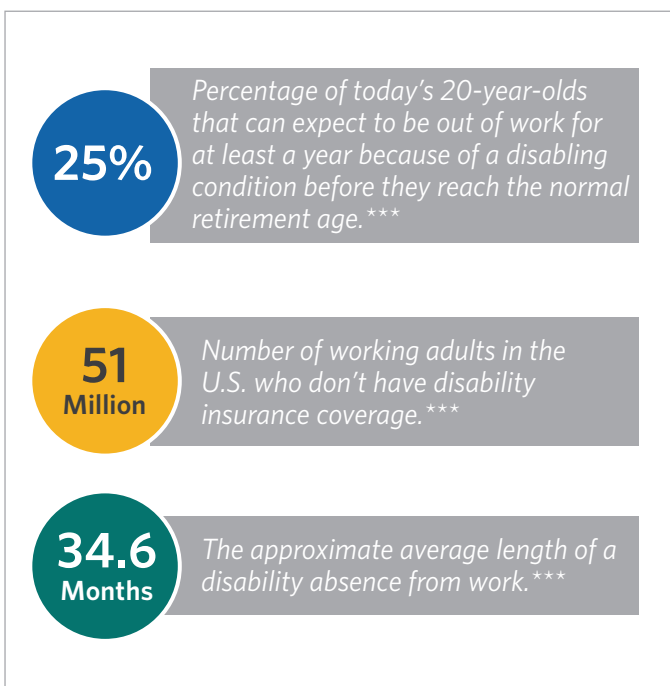 25%
Percentage of today's 20-year-olds
that can expect to be out of work for
at least a year because of a disabling
condition before they reach the normal
retirement age.***
51
Million
Number of working adults in the
U.S. who don't have disability
insurance coverage.***
34.6
Months
The approximate average length of a
disability absence from work.***